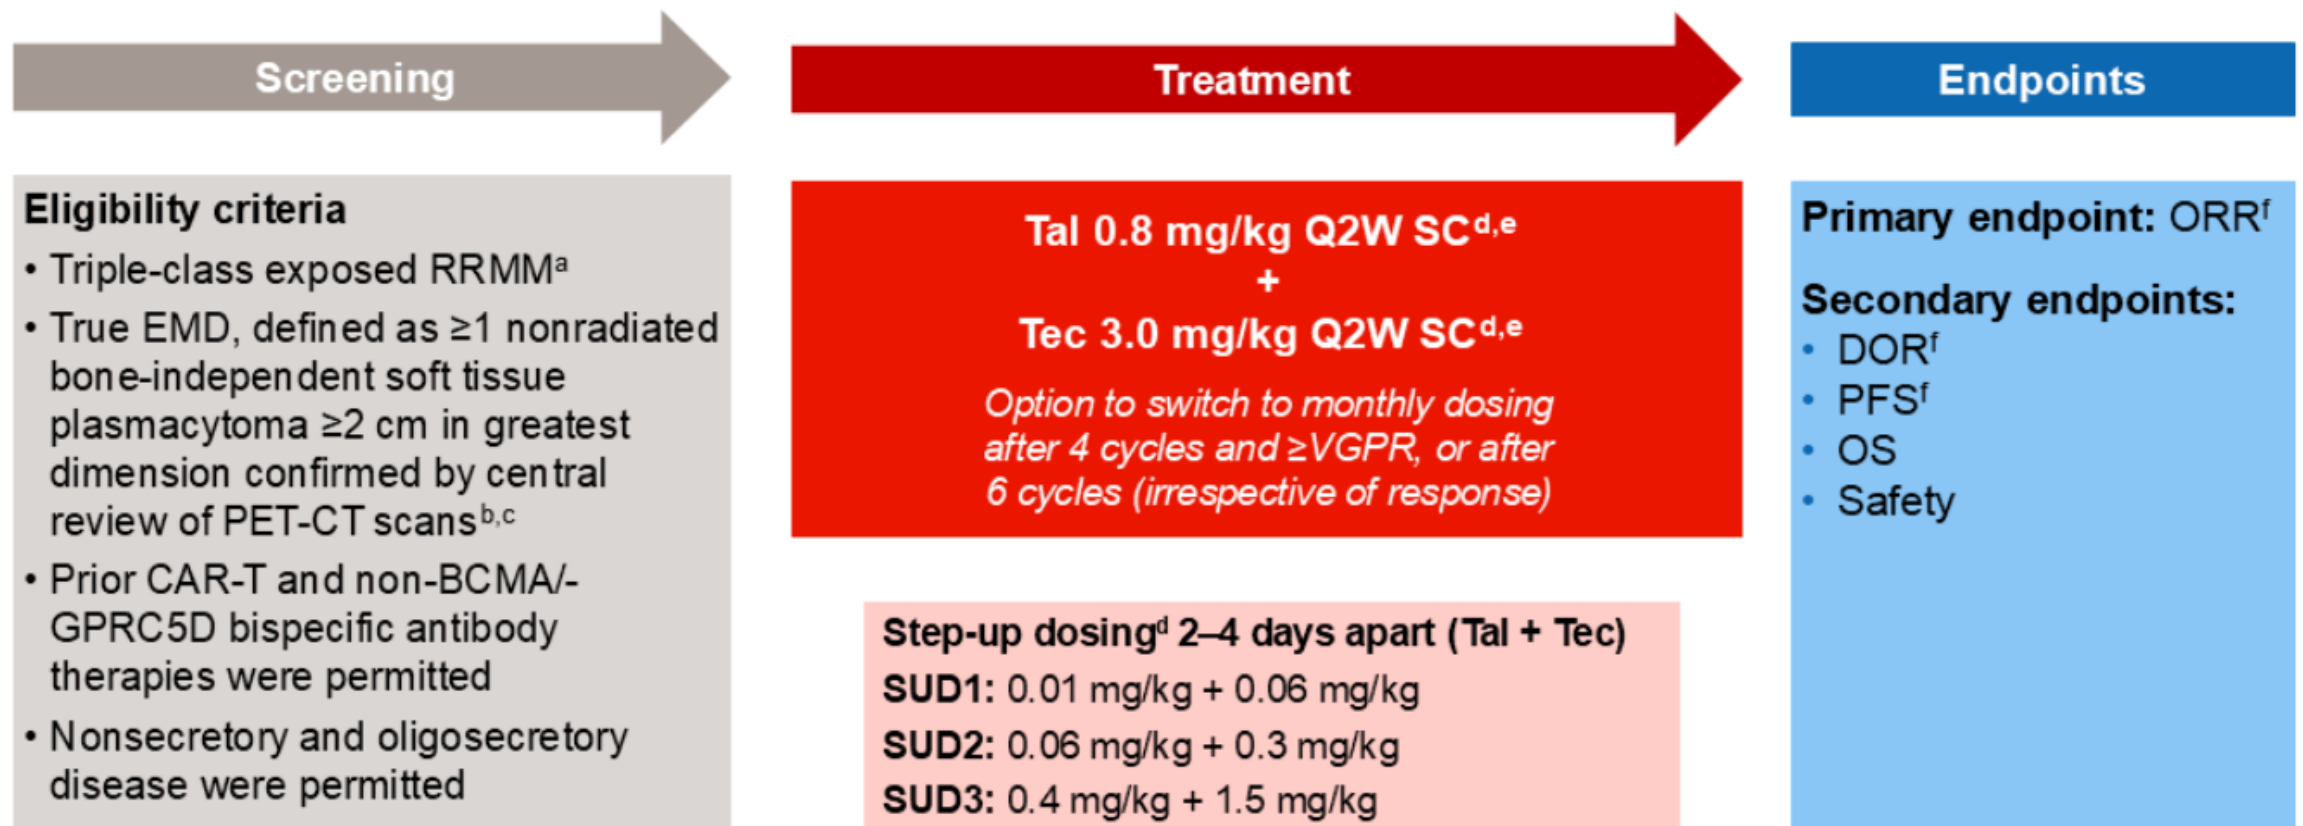 Screening
Eligibility criteria
• Triple-class exposed RRMMᵃ
• True EMD, defined as ≥1 nonradiated
bone-independent soft tissue
plasmacytoma ≥2 cm in greatest
dimension confirmed by central
review of PET-CT scansᵇ,ᶜ
• Prior CAR-T and non-BCMA/-
GPRC5D bispecific antibody
therapies were permitted
• Nonsecretory and oligosecretory
disease were permitted
Treatment
Tal 0.8 mg/kg Q2W SCᵈ,ᵉ
+
Tec 3.0 mg/kg Q2W SCᵈ,ᵉ
Option to switch to monthly dosing
after 4 cycles and ≥VGPR, or after
6 cycles (irrespective of response)
Step-up dosingᵈ 2–4 days apart (Tal + Tec)
SUD1: 0.01 mg/kg + 0.06 mg/kg
SUD2: 0.06 mg/kg + 0.3 mg/kg
SUD3: 0.4 mg/kg + 1.5 mg/kg
Endpoints
Primary endpoint: ORRᶠ
Secondary endpoints:
• DORᶠ
• PFSᶠ
• OS
• Safety